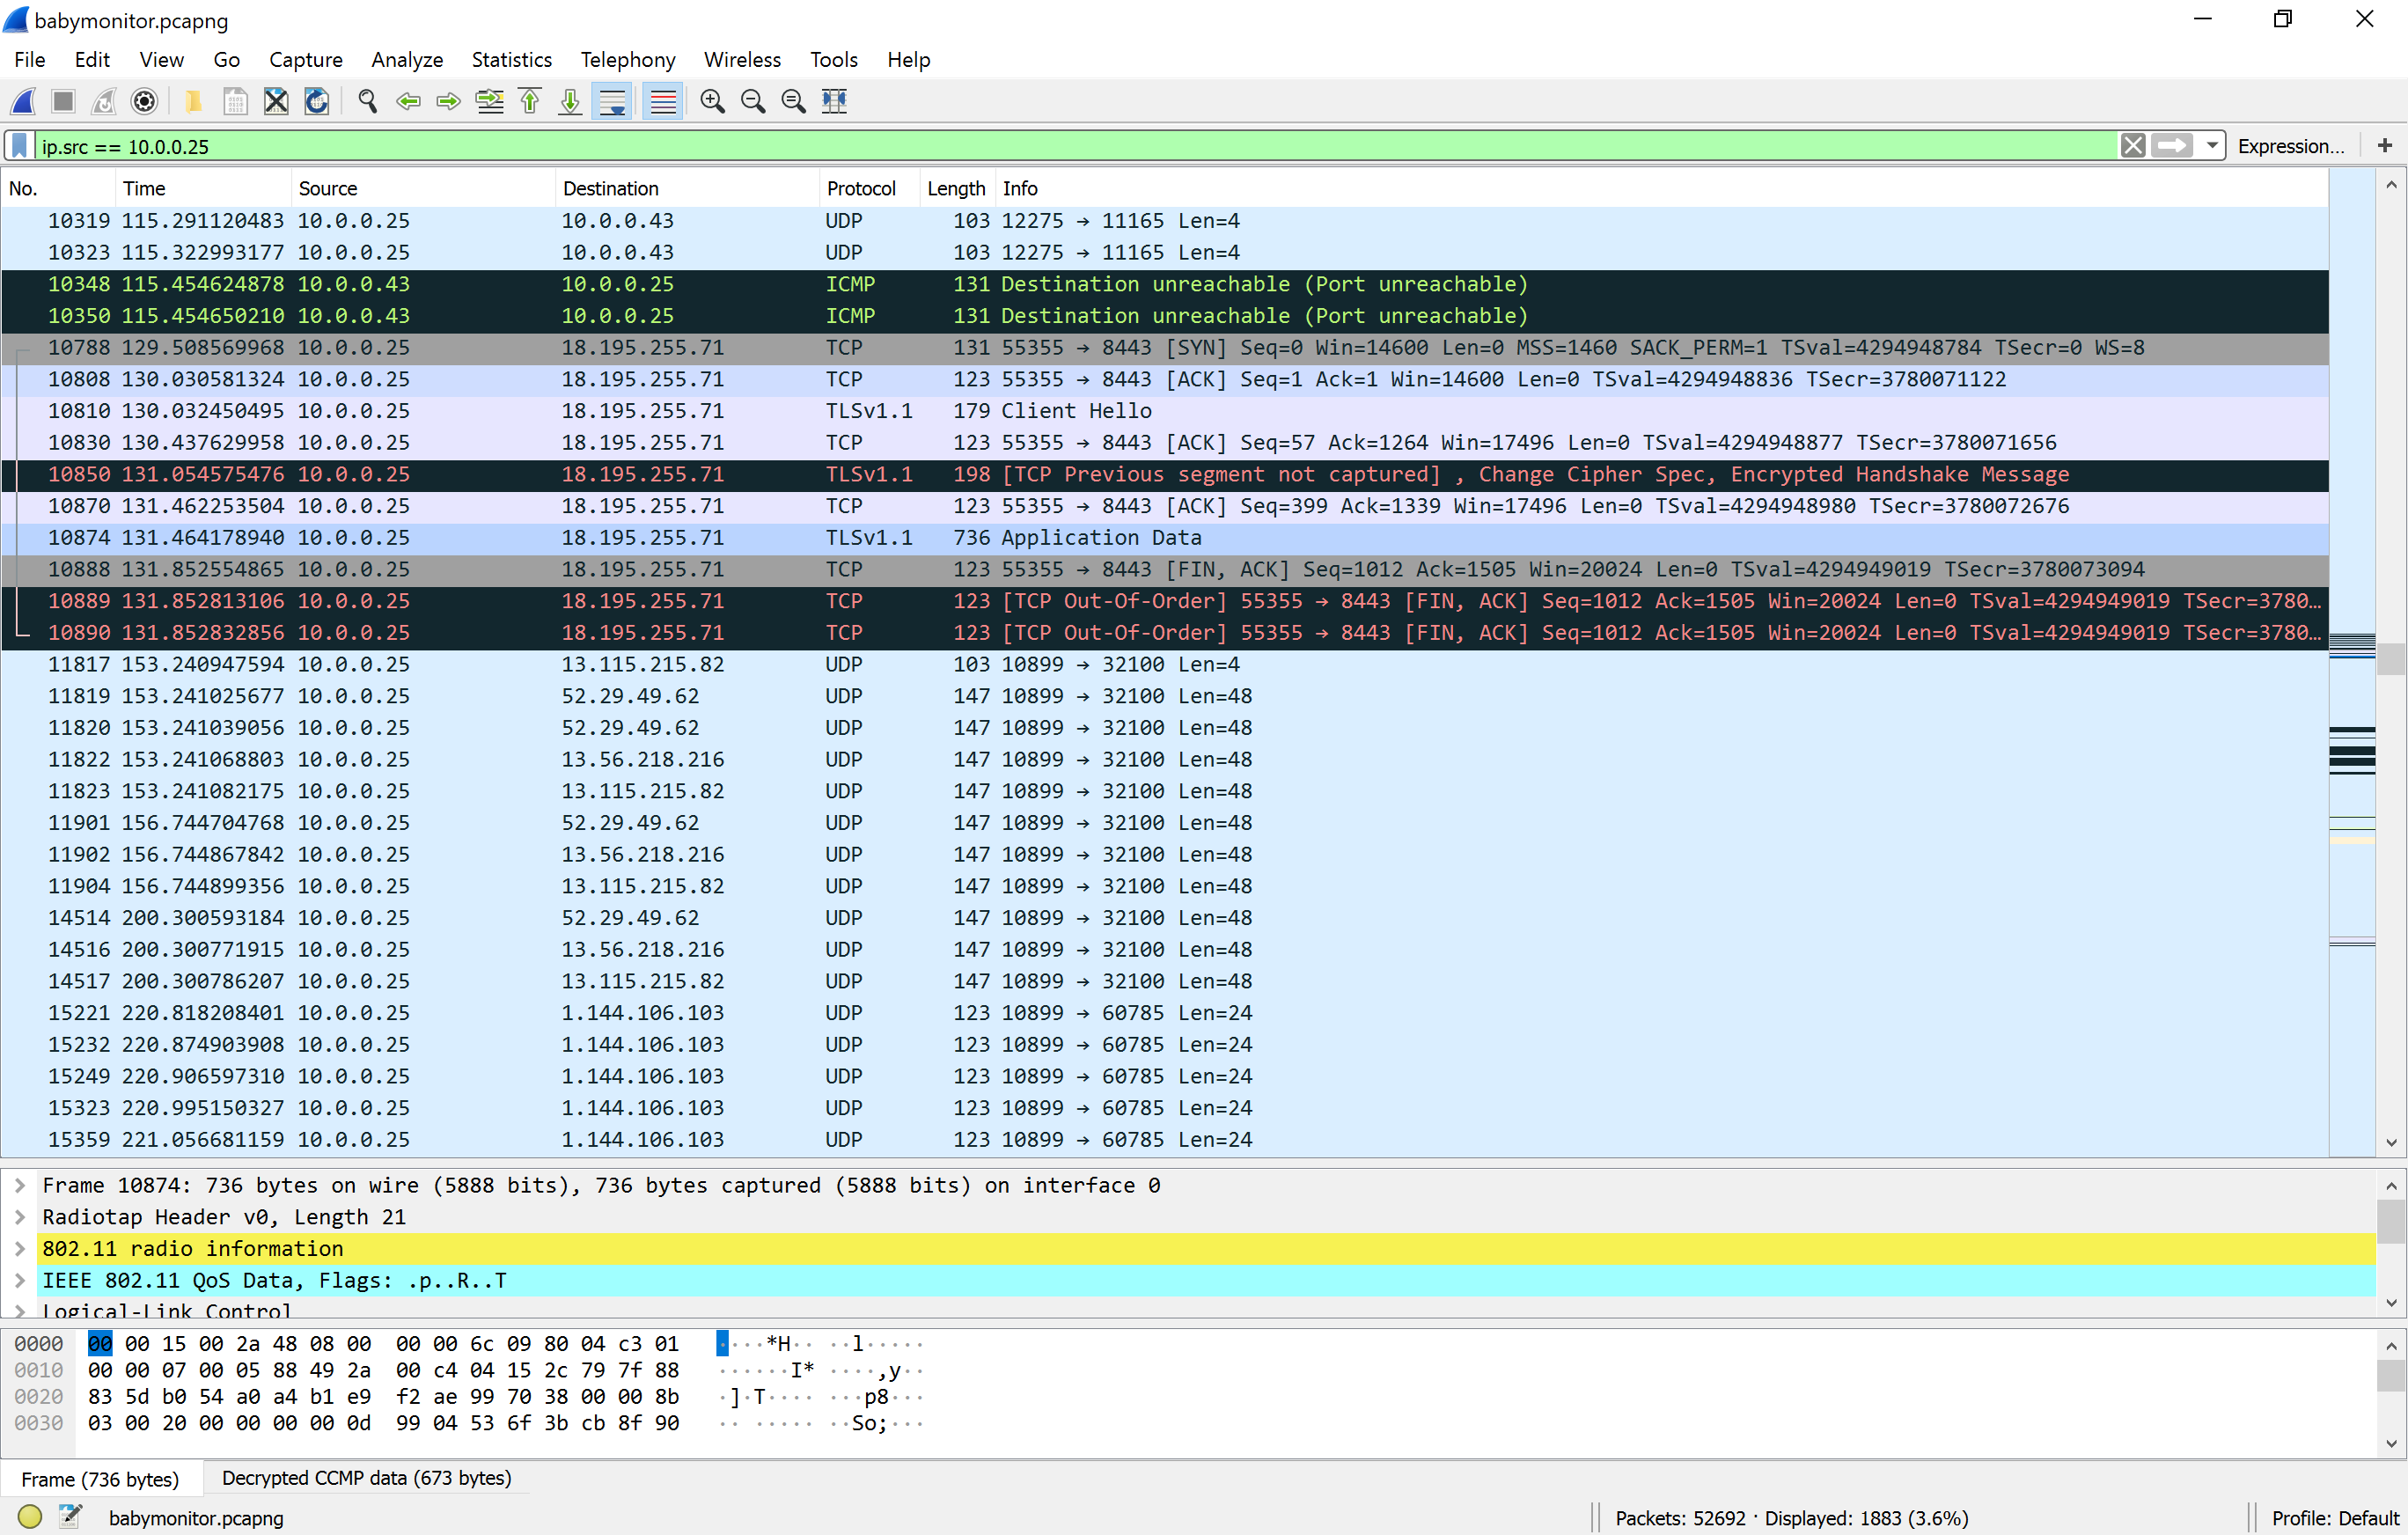 babymonitor.pcapng
File Edit View Go Capture Analyze Statistics Telephony Wireless Tools Help
ip.src == 10.0.0.25 Expression... +
No. Time Source Destination Protocol Length Info
10319 115.291120483 10.0.0.25 10.0.0.43 UDP 103 12275 → 11165 Len=4
10323 115.322993177 10.0.0.25 10.0.0.43 UDP 103 12275 → 11165 Len=4
10348 115.454624878 10.0.0.43 10.0.0.25 ICMP 131 Destination unreachable (Port unreachable)
10350 115.454650210 10.0.0.43 10.0.0.25 ICMP 131 Destination unreachable (Port unreachable)
10788 129.508569968 10.0.0.25 18.195.255.71 TCP 131 55355 → 8443 [SYN] Seq=0 Win=14600 Len=0 MSS=1460 SACK_PERM=1 TSval=4294948784 TSecr=0 WS=8
10808 130.030581324 10.0.0.25 18.195.255.71 TCP 123 55355 → 8443 [ACK] Seq=1 Ack=1 Win=14600 Len=0 TSval=4294948836 TSecr=3780071122
10810 130.032450495 10.0.0.25 18.195.255.71 TLSv1.1 179 Client Hello
10830 130.437629958 10.0.0.25 18.195.255.71 TCP 123 55355 → 8443 [ACK] Seq=57 Ack=1264 Win=17496 Len=0 TSval=4294948877 TSecr=3780071656
10850 131.054575476 10.0.0.25 18.195.255.71 TLSv1.1 198 [TCP Previous segment not captured] , Change Cipher Spec, Encrypted Handshake Message
10870 131.462253504 10.0.0.25 18.195.255.71 TCP 123 55355 → 8443 [ACK] Seq=399 Ack=1339 Win=17496 Len=0 TSval=4294948980 TSecr=3780072676
10874 131.464178940 10.0.0.25 18.195.255.71 TLSv1.1 736 Application Data
10888 131.852554865 10.0.0.25 18.195.255.71 TCP 123 55355 → 8443 [FIN, ACK] Seq=1012 Ack=1505 Win=20024 Len=0 TSval=4294949019 TSecr=3780073094
10889 131.852813106 10.0.0.25 18.195.255.71 TCP 123 [TCP Out-Of-Order] 55355 → 8443 [FIN, ACK] Seq=1012 Ack=1505 Win=20024 Len=0 TSval=4294949019 TSecr=3780…
10890 131.852832856 10.0.0.25 18.195.255.71 TCP 123 [TCP Out-Of-Order] 55355 → 8443 [FIN, ACK] Seq=1012 Ack=1505 Win=20024 Len=0 TSval=4294949019 TSecr=3780…
11817 153.240947594 10.0.0.25 13.115.215.82 UDP 103 10899 → 32100 Len=4
11819 153.241025677 10.0.0.25 52.29.49.62 UDP 147 10899 → 32100 Len=48
11820 153.241039056 10.0.0.25 52.29.49.62 UDP 147 10899 → 32100 Len=48
11822 153.241068803 10.0.0.25 13.56.218.216 UDP 147 10899 → 32100 Len=48
11823 153.241082175 10.0.0.25 13.115.215.82 UDP 147 10899 → 32100 Len=48
11901 156.744704768 10.0.0.25 52.29.49.62 UDP 147 10899 → 32100 Len=48
11902 156.744867842 10.0.0.25 13.56.218.216 UDP 147 10899 → 32100 Len=48
11904 156.744899356 10.0.0.25 13.115.215.82 UDP 147 10899 → 32100 Len=48
14514 200.300593184 10.0.0.25 52.29.49.62 UDP 147 10899 → 32100 Len=48
14516 200.300771915 10.0.0.25 13.56.218.216 UDP 147 10899 → 32100 Len=48
14517 200.300786207 10.0.0.25 13.115.215.82 UDP 147 10899 → 32100 Len=48
15221 220.818208401 10.0.0.25 1.144.106.103 UDP 123 10899 → 60785 Len=24
15232 220.874903908 10.0.0.25 1.144.106.103 UDP 123 10899 → 60785 Len=24
15249 220.906597310 10.0.0.25 1.144.106.103 UDP 123 10899 → 60785 Len=24
15323 220.995150327 10.0.0.25 1.144.106.103 UDP 123 10899 → 60785 Len=24
15359 221.056681159 10.0.0.25 1.144.106.103 UDP 123 10899 → 60785 Len=24
Frame 10874: 736 bytes on wire (5888 bits), 736 bytes captured (5888 bits) on interface 0
Radiotap Header v0, Length 21
802.11 radio information
IEEE 802.11 QoS Data, Flags: .p..R..T
Logical-Link Control
0000 00 00 15 00 2a 48 08 00 00 00 6c 09 80 04 c3 01 ····*H·· ··l·····
0010 00 00 07 00 05 88 49 2a 00 c4 04 15 2c 79 7f 88 ······I* ····,y··
0020 83 5d b0 54 a0 a4 b1 e9 f2 ae 99 70 38 00 00 8b ·]·T···· ···p8···
0030 03 00 20 00 00 00 00 0d 99 04 53 6f 3b cb 8f 90 ·· ····· ··So;···
Frame (736 bytes) Decrypted CCMP data (673 bytes)
babymonitor.pcapng Packets: 52692 · Displayed: 1883 (3.6%) Profile: Default